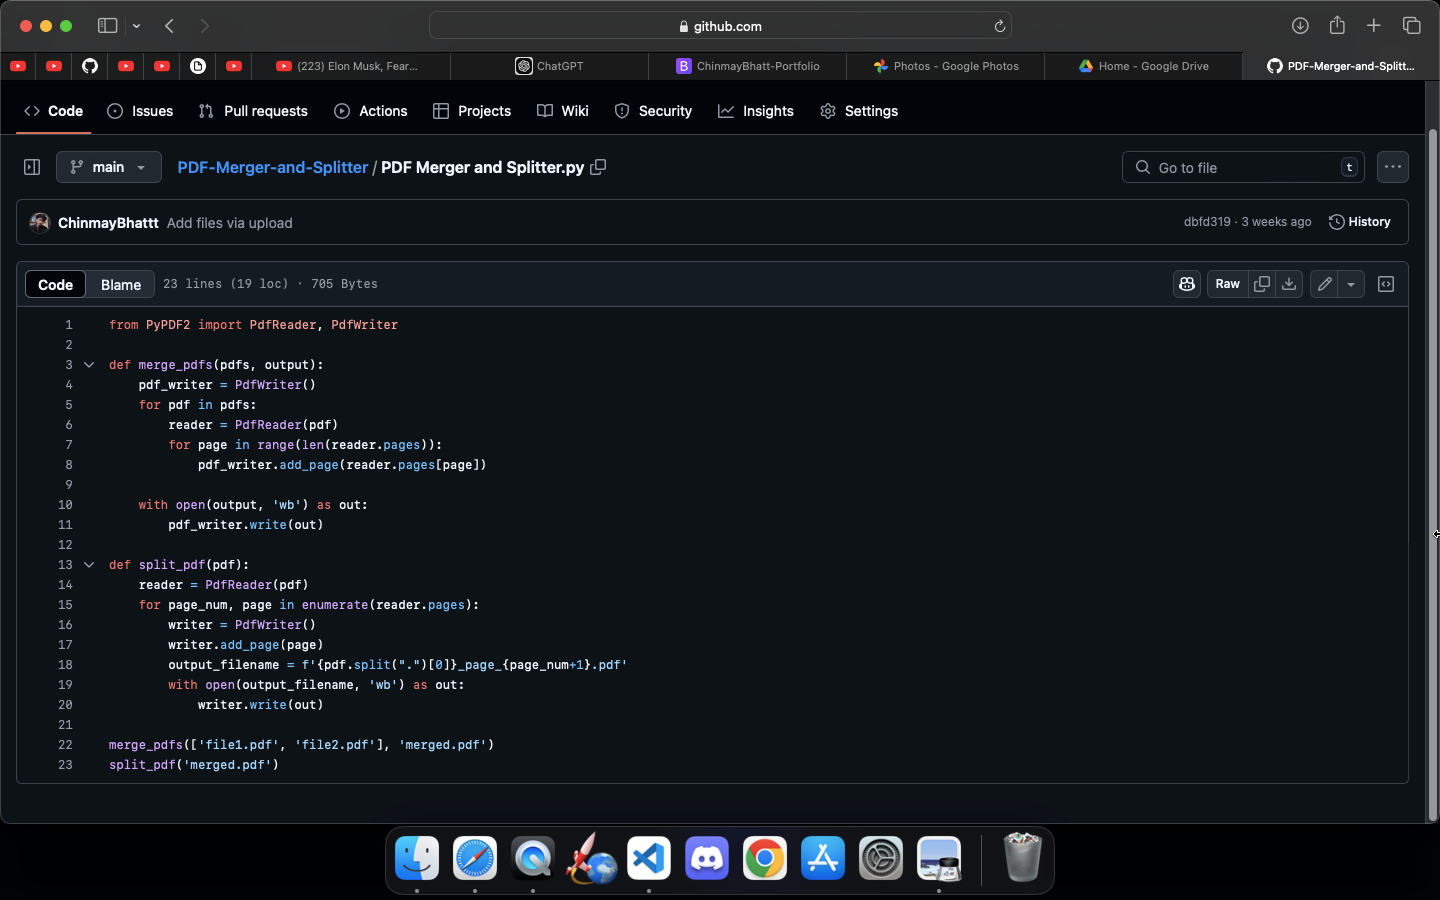 github.com
(223) Elon Musk, Fear...
ChatGPT
B ChinmayBhatt-Portfolio
Photos - Google Photos
Home - Google Drive
PDF-Merger-and-Splitt...
Code
Issues
Pull requests
Actions
Projects
Wiki
Security
Insights
Settings
main
PDF-Merger-and-Splitter / PDF Merger and Splitter.py
Go to file
t
ChinmayBhattt Add files via upload
dbfd319 · 3 weeks ago
History
Code
Blame
23 lines (19 loc) · 705 Bytes
Raw
1 from PyPDF2 import PdfReader, PdfWriter
2
3 def merge_pdfs(pdfs, output):
4     pdf_writer = PdfWriter()
5     for pdf in pdfs:
6         reader = PdfReader(pdf)
7         for page in range(len(reader.pages)):
8             pdf_writer.add_page(reader.pages[page])
9
10     with open(output, 'wb') as out:
11         pdf_writer.write(out)
12
13 def split_pdf(pdf):
14     reader = PdfReader(pdf)
15     for page_num, page in enumerate(reader.pages):
16         writer = PdfWriter()
17         writer.add_page(page)
18         output_filename = f'{pdf.split(".")[0]}_page_{page_num+1}.pdf'
19         with open(output_filename, 'wb') as out:
20             writer.write(out)
21
22 merge_pdfs(['file1.pdf', 'file2.pdf'], 'merged.pdf')
23 split_pdf('merged.pdf')